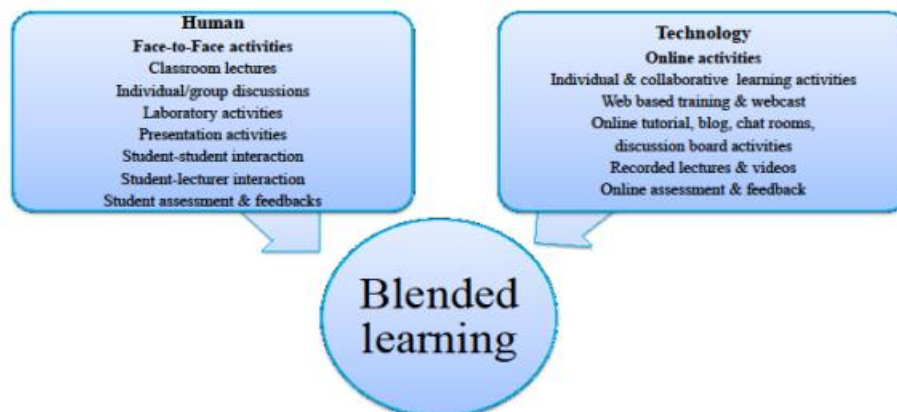 Human
Face-to-Face activities
Classroom lectures
Individual/group discussions
Laboratory activities
Presentation activities
Student-student interaction
Student-lecturer interaction
Student assessment & feedbacks
Technology
Online activities
Individual & collaborative learning activities
Web based training & webcast
Online tutorial, blog, chat rooms,
discussion board activities
Recorded lectures & videos
Online assessment & feedback
Blended
learning